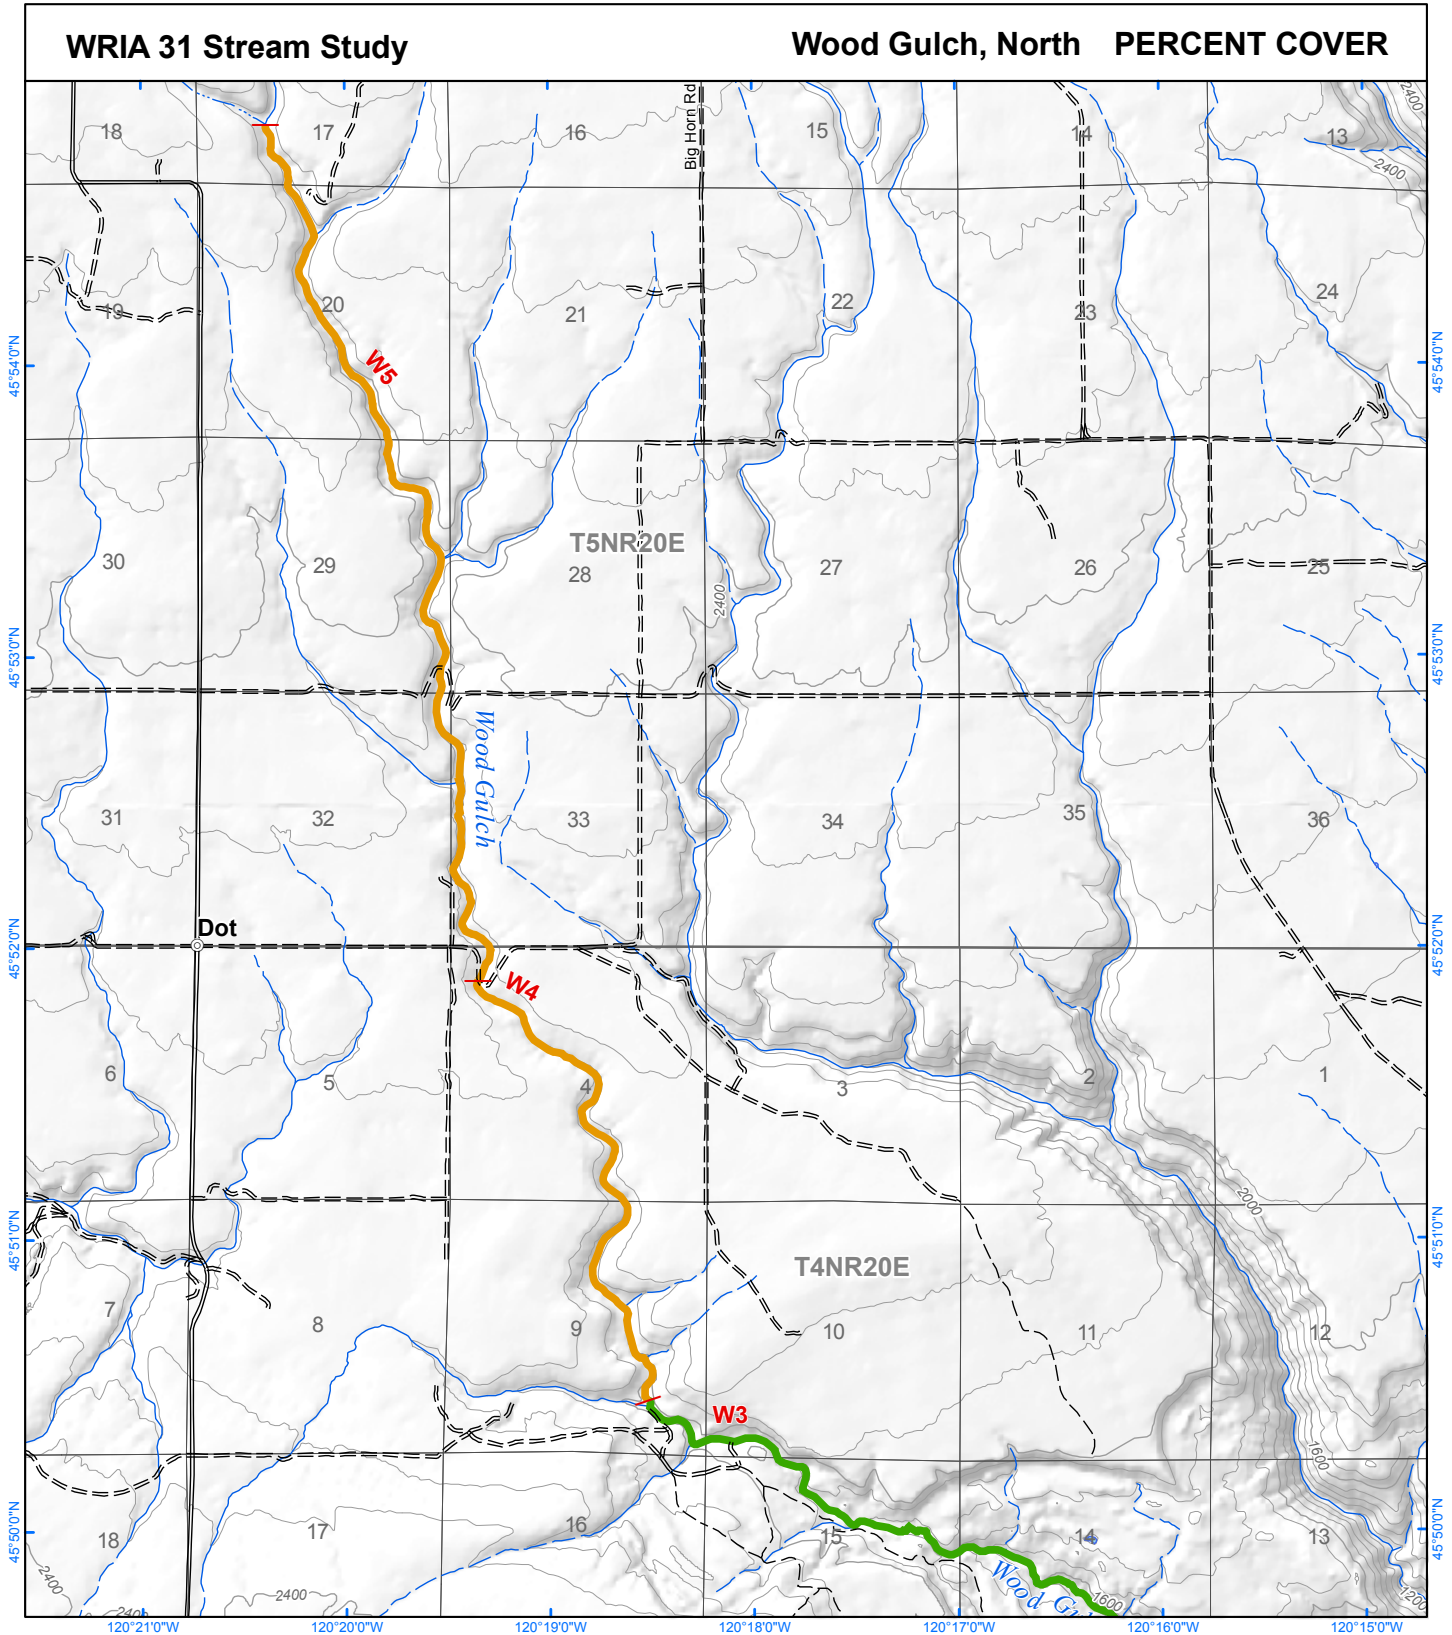 WRIA 31 Stream Study
Wood Gulch, North PERCENT COVER
Big Horn Rd
2400
18
17
16
15
14
13
2400
19
20
21
22
23
24
45°54'0"N
45°54'0"N
W5
T5NR20E
30
29
28
27
26
25
2400
45°53'0"N
45°53'0"N
Wood Gulch
31
32
33
34
35
36
Dot
45°52'0"N
45°52'0"N
W4
6
5
4
3
2
1
2000
45°51'0"N
45°51'0"N
T4NR20E
7
8
9
10
11
12
W3
1600
18
17
16
15
14
13
45°50'0"N
45°50'0"N
2400
2400
2400
Wood Gul
1600
1200
120°21'0"W
120°20'0"W
120°19'0"W
120°18'0"W
120°17'0"W
120°16'0"W
120°15'0"W